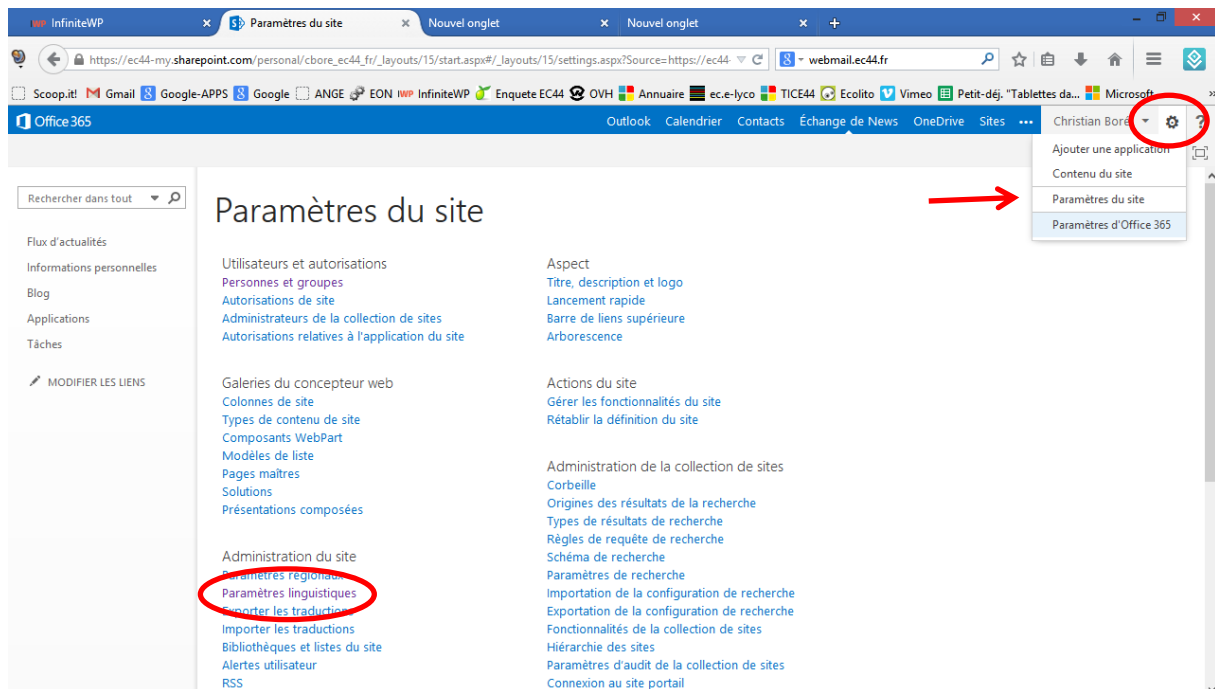 InfiniteWP
Paramètres du site
Nouvel onglet
Nouvel onglet
https://ec44-my.sharepoint.com/personal/cbore_ec44_fr/_layouts/15/start.aspx#/_layouts/15/settings.aspx?Source=https://ec44-
webmail.ec44.fr
Scoop.it! Gmail Google-APPS Google ANGE EON InfiniteWP Enquete EC44 OVH Annuaire ec.e-lyco TICE44 Ecolito Vimeo Petit-déj. "Tablettes da... Microsoft
Office 365
Outlook Calendrier Contacts Échange de News OneDrive Sites ... Christian Boré ?
Ajouter une application
Contenu du site
Paramètres du site
Paramètres d'Office 365
Rechercher dans tout
Flux d'actualités
Informations personnelles
Blog
Applications
Tâches
MODIFIER LES LIENS
Paramètres du site
Utilisateurs et autorisations
Personnes et groupes
Autorisations de site
Administrateurs de la collection de sites
Autorisations relatives à l'application du site
Galeries du concepteur web
Colonnes de site
Types de contenu de site
Composants WebPart
Modèles de liste
Pages maîtres
Solutions
Présentations composées
Administration du site
Paramètres régionaux
Paramètres linguistiques
Exporter les traductions
Importer les traductions
Bibliothèques et listes du site
Alertes utilisateur
RSS
Aspect
Titre, description et logo
Lancement rapide
Barre de liens supérieure
Arborescence
Actions du site
Gérer les fonctionnalités du site
Rétablir la définition du site
Administration de la collection de sites
Corbeille
Origines des résultats de la recherche
Types de résultats de recherche
Règles de requête de recherche
Schéma de recherche
Paramètres de recherche
Importation de la configuration de recherche
Exportation de la configuration de recherche
Fonctionnalités de la collection de sites
Hiérarchie des sites
Paramètres d'audit de la collection de sites
Connexion au site portail